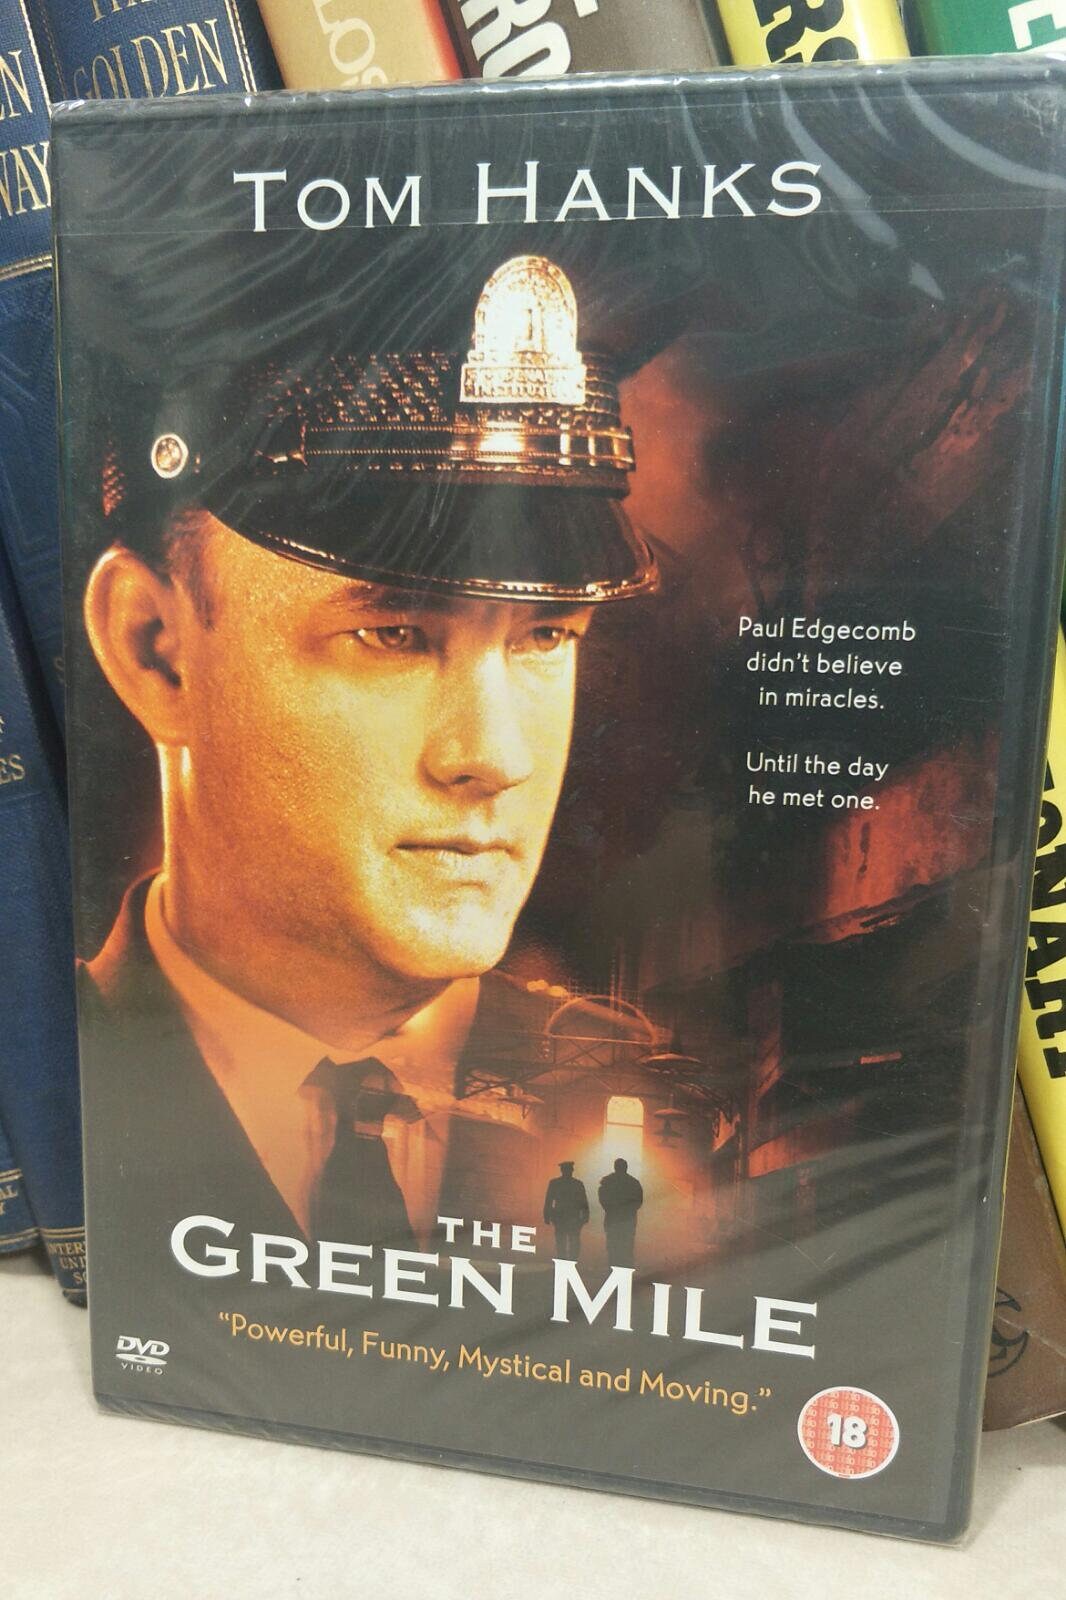 GOLDEN
TOM HANKS
Paul Edgecomb
didn't believe
in miracles.
Until the day
he met one.
THE
GREEN MILE
"Powerful, Funny, Mystical and Moving."
DVD
VIDEO
18